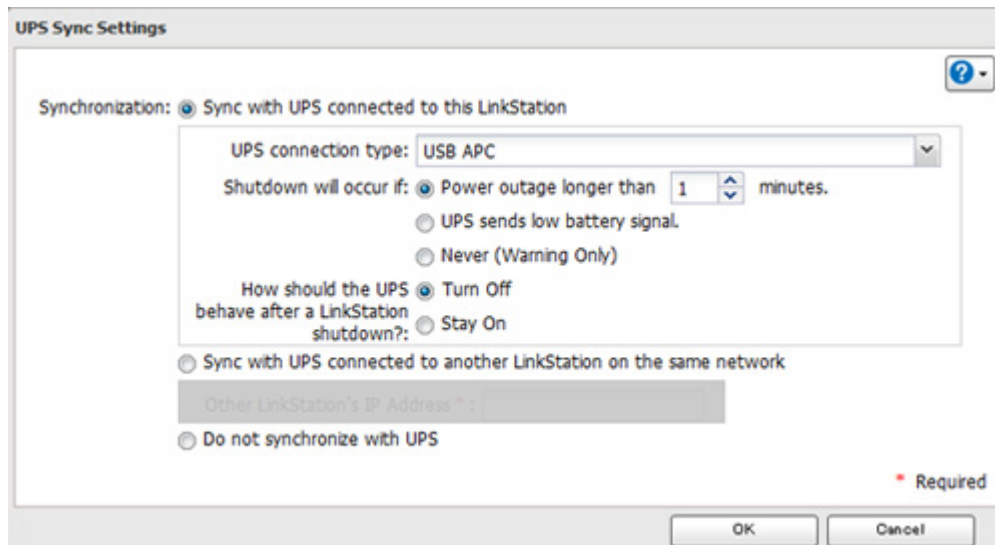 UPS Sync Settings
?
Synchronization: Sync with UPS connected to this LinkStation
UPS connection type: USB APC
Shutdown will occur if: Power outage longer than 1 minutes.
UPS sends low battery signal.
Never (Warning Only)
How should the UPS behave after a LinkStation shutdown?: Turn Off
Stay On
Sync with UPS connected to another LinkStation on the same network
Other LinkStation's IP Address * :
Do not synchronize with UPS
* Required
OK Cancel